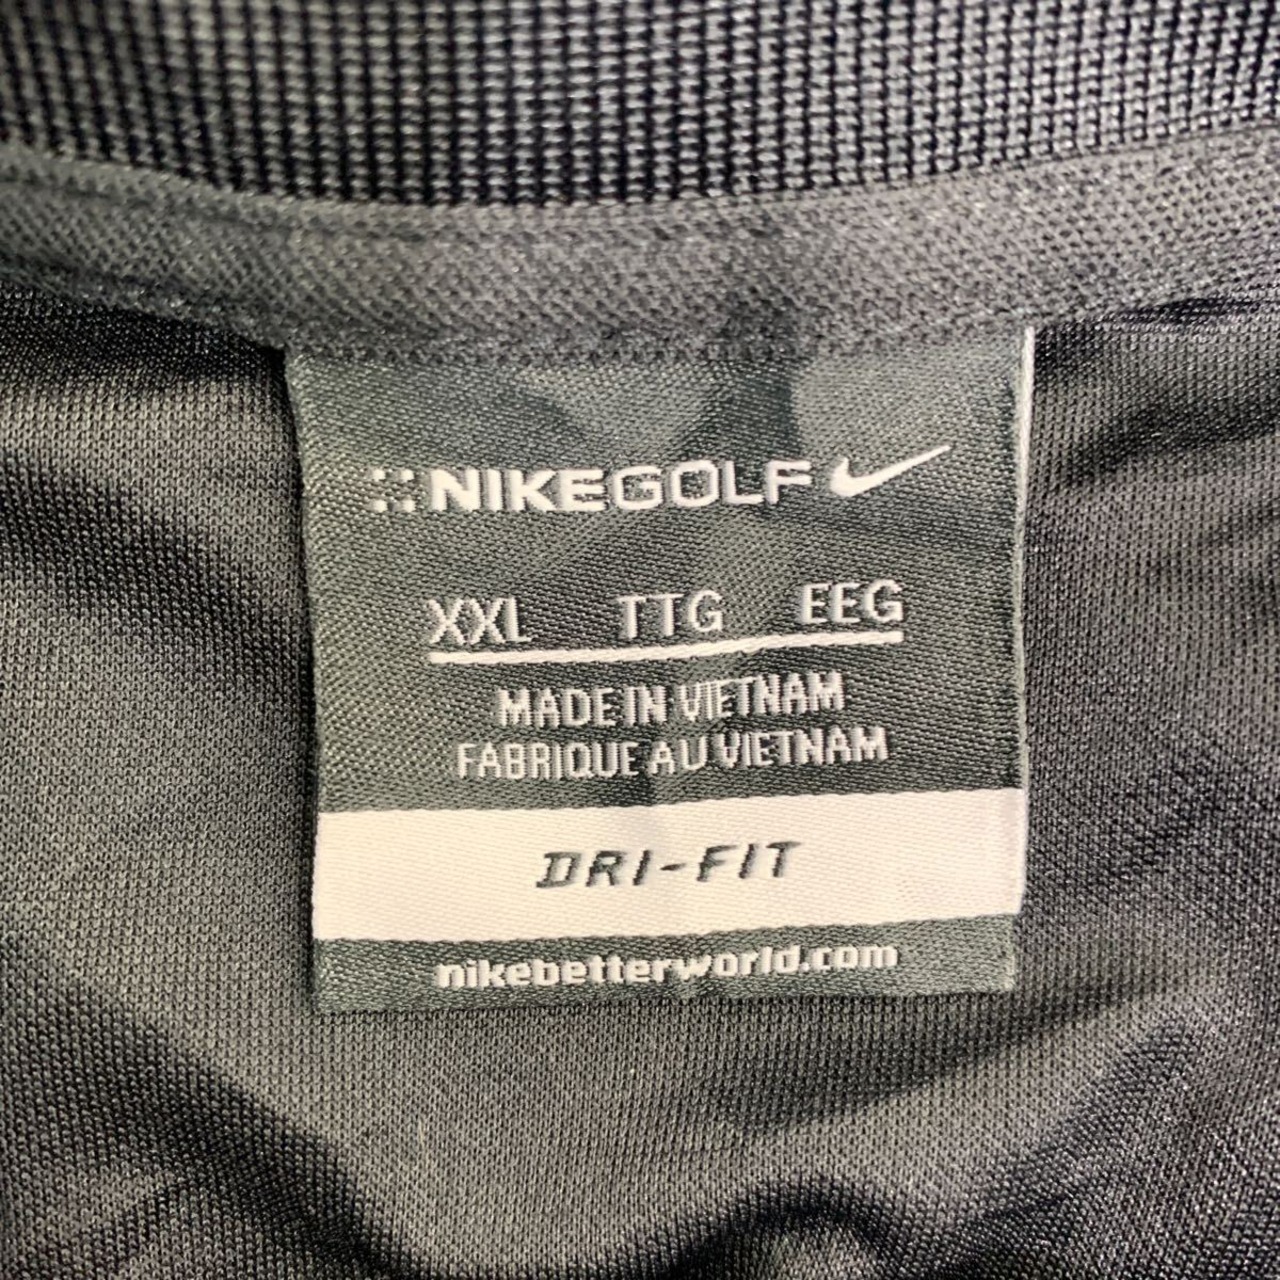 NIKEGOLF
XXL TTG EEG
MADE IN VIETNAM
FABRIQUE AU VIETNAM
DRI-FIT
nikebetterworld.com